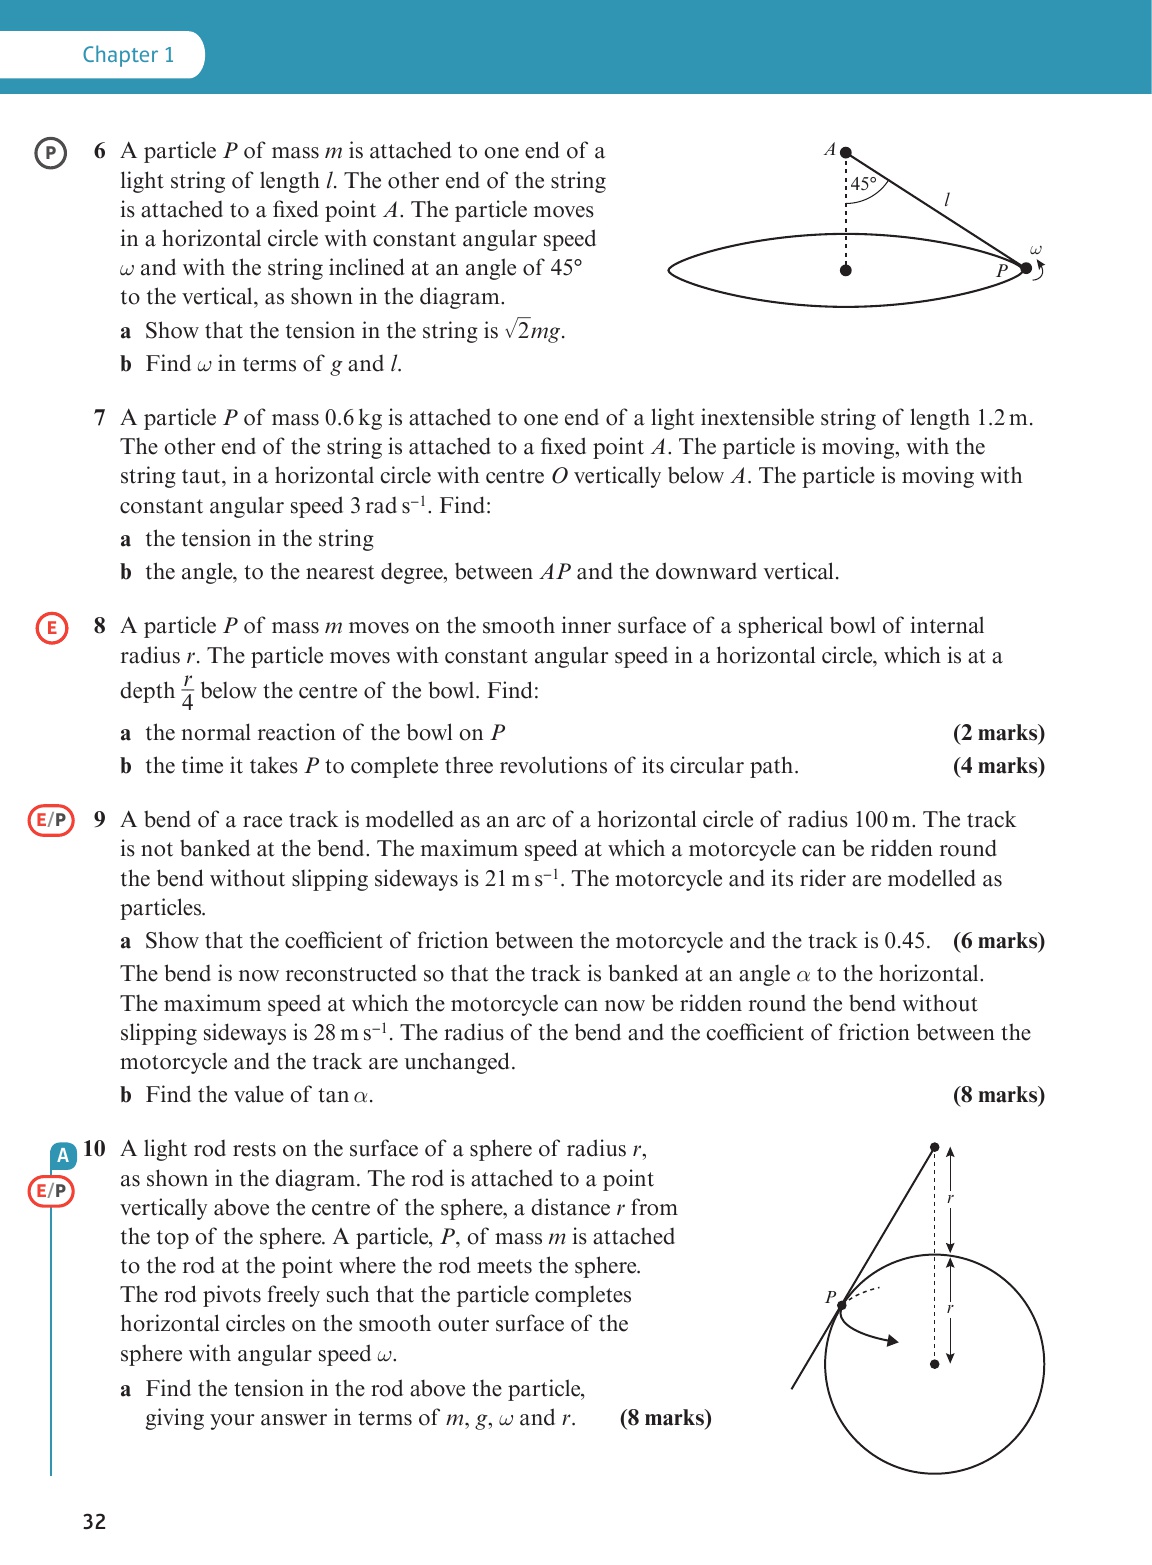 Chapter 1
P
6 A particle P of mass m is attached to one end of a
light string of length l. The other end of the string
is attached to a fixed point A. The particle moves
in a horizontal circle with constant angular speed
ω and with the string inclined at an angle of 45°
to the vertical, as shown in the diagram.
a Show that the tension in the string is √2mg.
b Find ω in terms of g and l.
A
45°
l
ω
P
7 A particle P of mass 0.6 kg is attached to one end of a light inextensible string of length 1.2 m.
The other end of the string is attached to a fixed point A. The particle is moving, with the
string taut, in a horizontal circle with centre O vertically below A. The particle is moving with
constant angular speed 3 rad s⁻¹. Find:
a the tension in the string
b the angle, to the nearest degree, between AP and the downward vertical.
E
8 A particle P of mass m moves on the smooth inner surface of a spherical bowl of internal
radius r. The particle moves with constant angular speed in a horizontal circle, which is at a
depth r/4 below the centre of the bowl. Find:
a the normal reaction of the bowl on P (2 marks)
b the time it takes P to complete three revolutions of its circular path. (4 marks)
E/P
9 A bend of a race track is modelled as an arc of a horizontal circle of radius 100 m. The track
is not banked at the bend. The maximum speed at which a motorcycle can be ridden round
the bend without slipping sideways is 21 m s⁻¹. The motorcycle and its rider are modelled as
particles.
a Show that the coefficient of friction between the motorcycle and the track is 0.45. (6 marks)
The bend is now reconstructed so that the track is banked at an angle α to the horizontal.
The maximum speed at which the motorcycle can now be ridden round the bend without
slipping sideways is 28 m s⁻¹. The radius of the bend and the coefficient of friction between the
motorcycle and the track are unchanged.
b Find the value of tan α. (8 marks)
A
E/P
10 A light rod rests on the surface of a sphere of radius r,
as shown in the diagram. The rod is attached to a point
vertically above the centre of the sphere, a distance r from
the top of the sphere. A particle, P, of mass m is attached
to the rod at the point where the rod meets the sphere.
The rod pivots freely such that the particle completes
horizontal circles on the smooth outer surface of the
sphere with angular speed ω.
a Find the tension in the rod above the particle,
giving your answer in terms of m, g, ω and r. (8 marks)
r
P
r
32